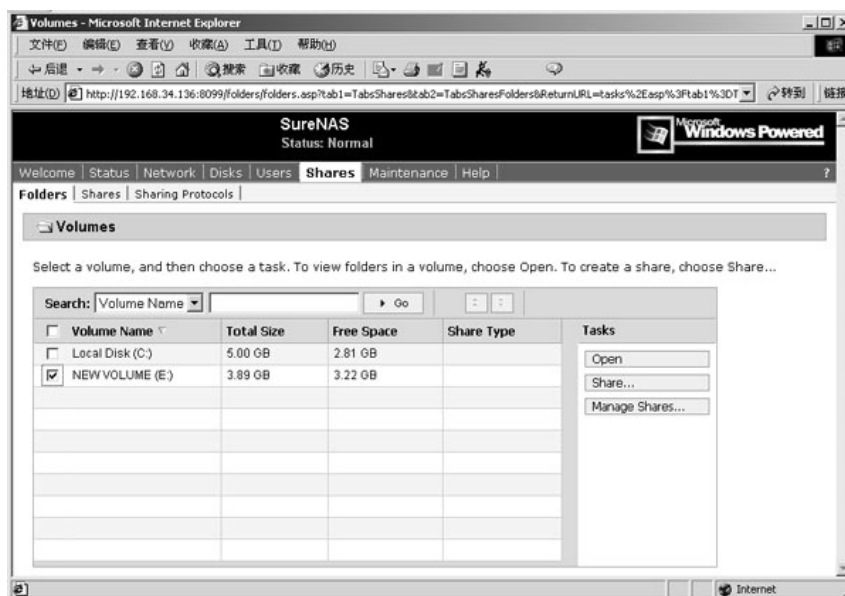 Volumes - Microsoft Internet Explorer
文件(F) 编辑(E) 查看(V) 收藏(A) 工具(T) 帮助(H)
后退 搜索 收藏 历史
地址(D) http://192.168.34.136:8099/folders/folders.asp?tab1=TabsShares&tab2=TabsSharesFolders&ReturnURL=tasks%2Easp%3Ftab1%3DT 转到 链接
SureNAS
Status: Normal
Microsoft
Windows Powered
Welcome | Status | Network | Disks | Users | Shares | Maintenance | Help | ?
Folders | Shares | Sharing Protocols |
Volumes
Select a volume, and then choose a task. To view folders in a volume, choose Open. To create a share, choose Share...
Search: Volume Name Go
Volume Name Total Size Free Space Share Type Tasks
Local Disk (C:) 5.00 GB 2.81 GB Open
NEW VOLUME (E:) 3.89 GB 3.22 GB Share...
Manage Shares...
Internet